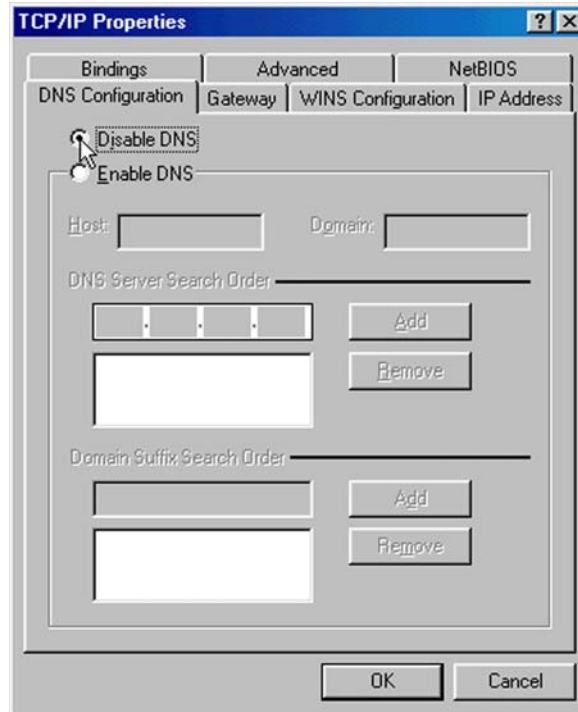 TCP/IP Properties
Bindings Advanced NetBIOS
DNS Configuration Gateway WINS Configuration IP Address
Disable DNS
Enable DNS
Host: Domain:
DNS Server Search Order
. . . Add
Remove
Domain Suffix Search Order
Add
Remove
OK Cancel